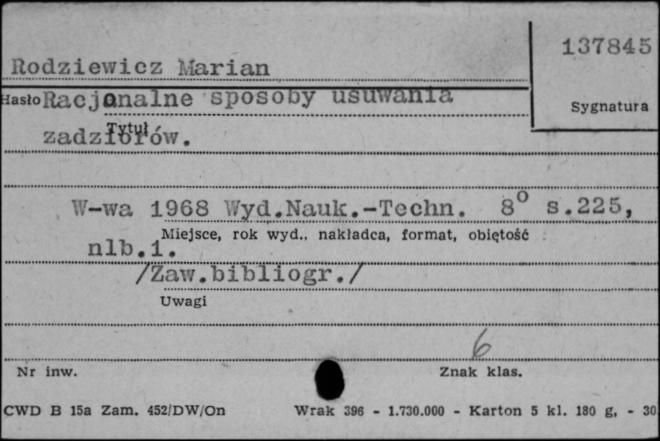 137845
Rodziewicz Marian
Hasło Racjonalne sposoby usuwania
Sygnatura
Tytuł
zadziorów.
W-wa 1968 Wyd.Nauk.-Techn. 8° s.225,
Miejsce, rok wyd., nakładca, format, objętość
nlb.1.
/Zaw.bibliogr./
Uwagi
6
Nr inw. Znak klas.
CWD B 15a Zam. 452/DW/On Wrak 396 - 1.730.000 - Karton 5 kl. 180 g. - 30